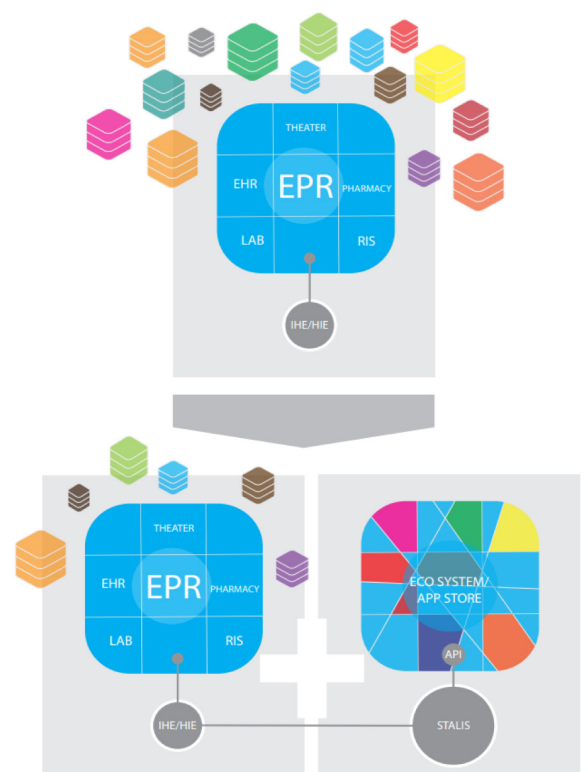 THEATER
EHR
EPR
PHARMACY
LAB
RIS
IHE/HIE
THEATER
EHR
EPR
PHARMACY
LAB
RIS
IHE/HIE
ECO SYSTEM/
APP STORE
API
STALIS